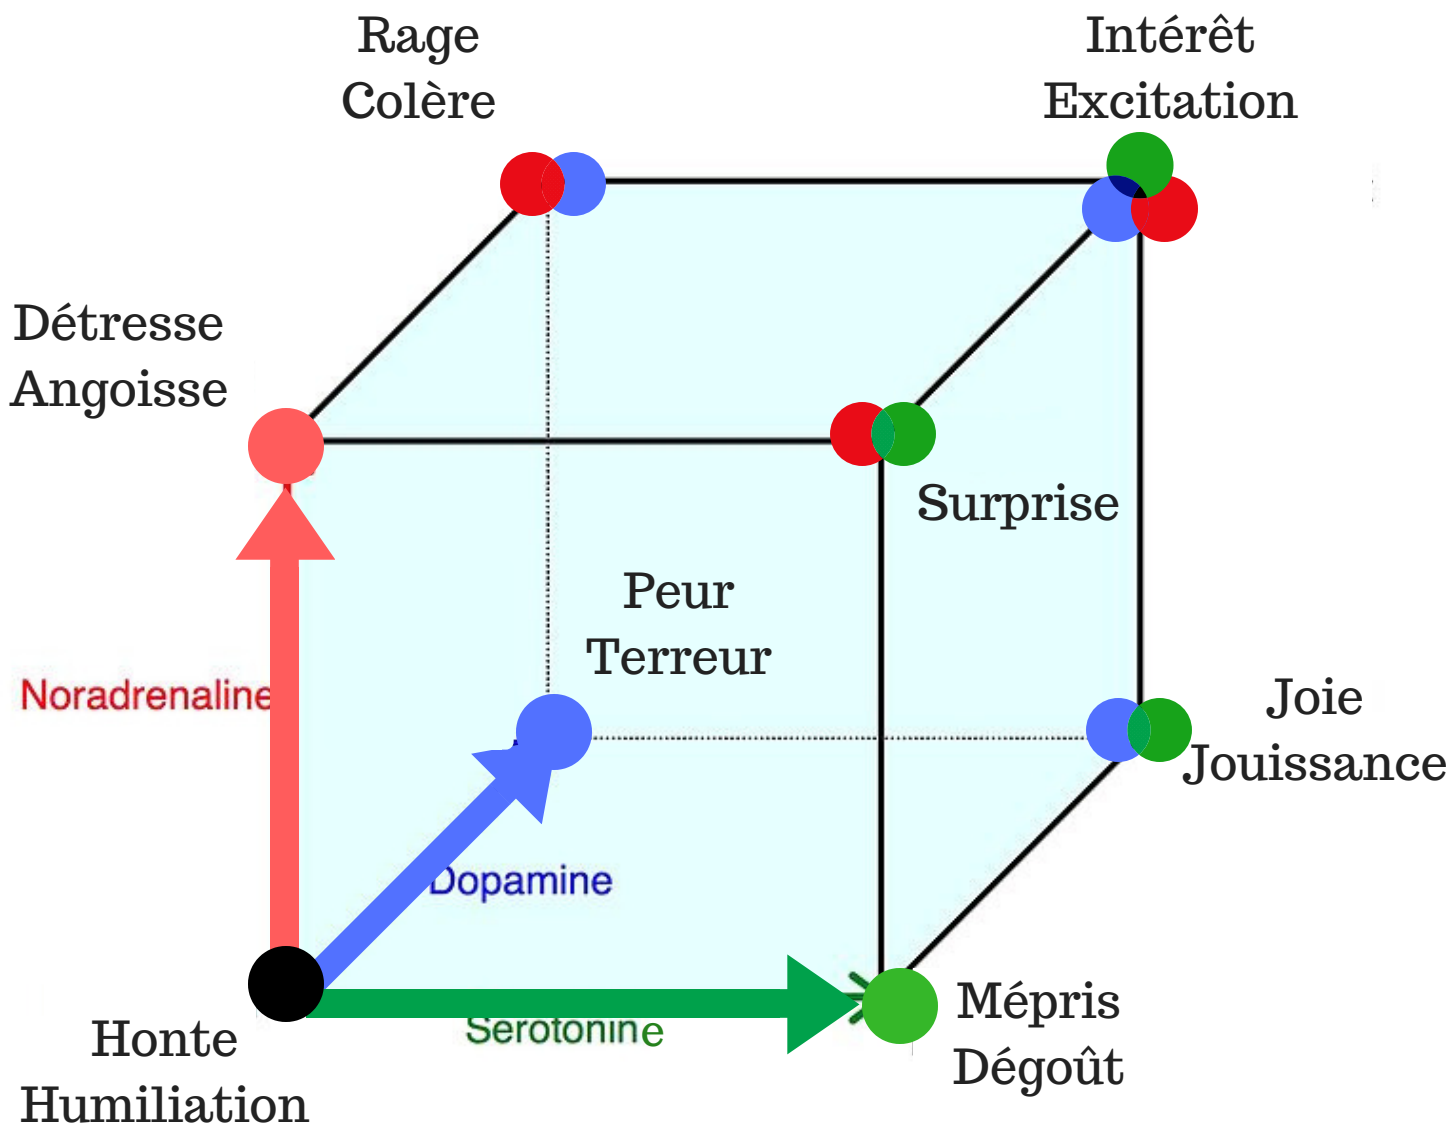 Rage
Colère
Intérêt
Excitation
Détresse
Angoisse
Surprise
Peur
Terreur
Noradrenaline
Joie
Jouissance
Dopamine
Mépris
Dégoût
Serotonine
Honte
Humiliation